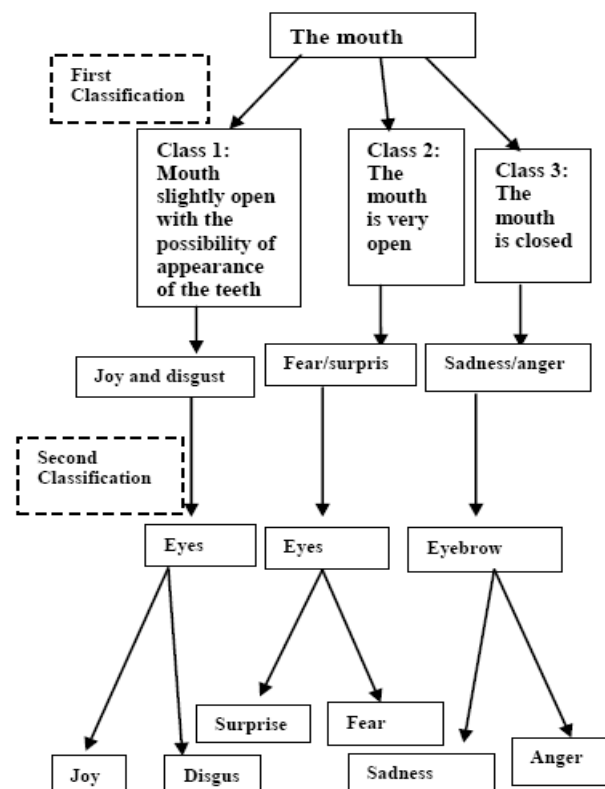 The mouth
First
Classification
Class 1:
Mouth
slightly open
with the
possibility of
appearance
of the teeth
Class 2:
The
mouth
is very
open
Class 3:
The
mouth
is closed
Joy and disgust
Fear/surpris
Sadness/anger
Second
Classification
Eyes
Eyes
Eyebrow
Surprise
Fear
Joy
Disgus
Sadness
Anger